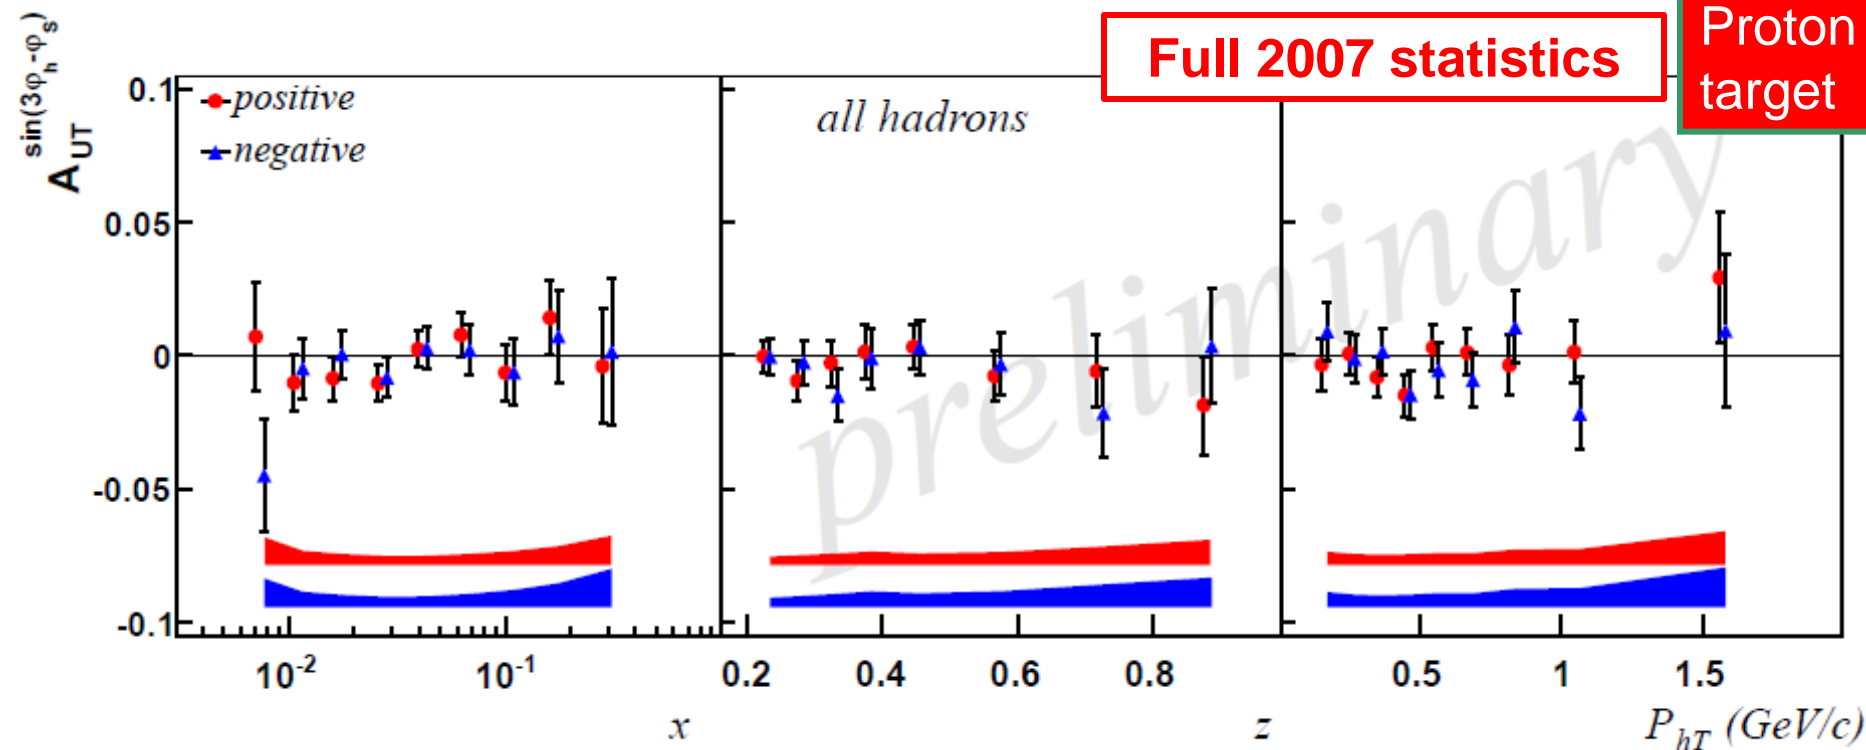 Full 2007 statistics
Proton
target
A_UT^sin(3φ_h-φ_s)
positive
negative
all hadrons
preliminary
0.1
0.05
0
-0.05
-0.1
10^-2 10^-1
0.2 0.4 0.6 0.8
0.5 1 1.5
x
z
P_hT (GeV/c)